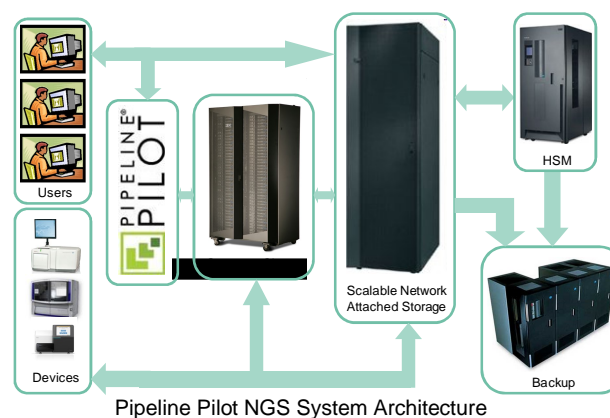 Users
PIPELINE®
PILOT
HSM
Scalable Network
Attached Storage
Devices
Backup
Pipeline Pilot NGS System Architecture